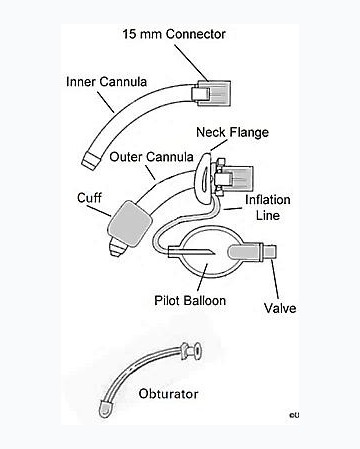 15 mm Connector
Inner Cannula
Neck Flange
Outer Cannula
Cuff
Inflation
Line
Pilot Balloon
Valve
Obturator
©U